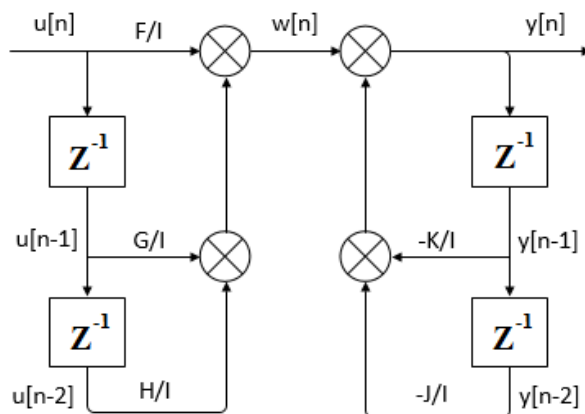 u[n] F/I w[n] y[n]
Z-1 Z-1
u[n-1] G/I -K/I y[n-1]
Z-1 Z-1
u[n-2] H/I -J/I y[n-2]